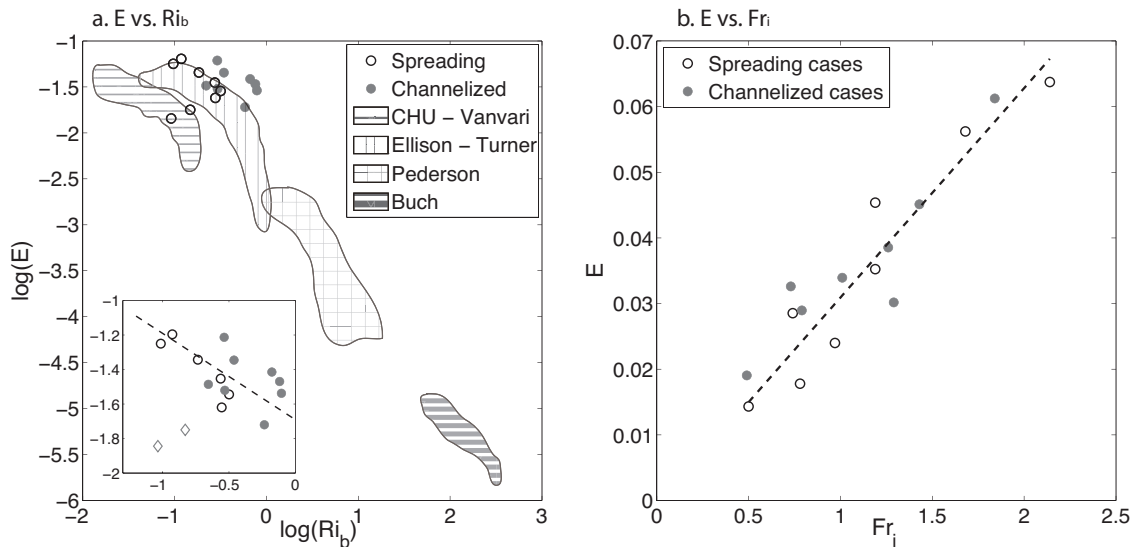 a. E vs. Ri_b
−1
−1.5
−2
−2.5
−3
−3.5
−4
−4.5
−5
−5.5
−6
log(E)
Spreading
Channelized
CHU − Vanvari
Ellison − Turner
Pederson
Buch
−1
−1.2
−1.4
−1.6
−1.8
−2
−1
−0.5
0
−2
−1
0
1
2
3
log(Ri_b)
b. E vs. Fr_i
0.07
0.06
0.05
0.04
0.03
0.02
0.01
0
E
Spreading cases
Channelized cases
0
0.5
1
1.5
2
2.5
Fr_i